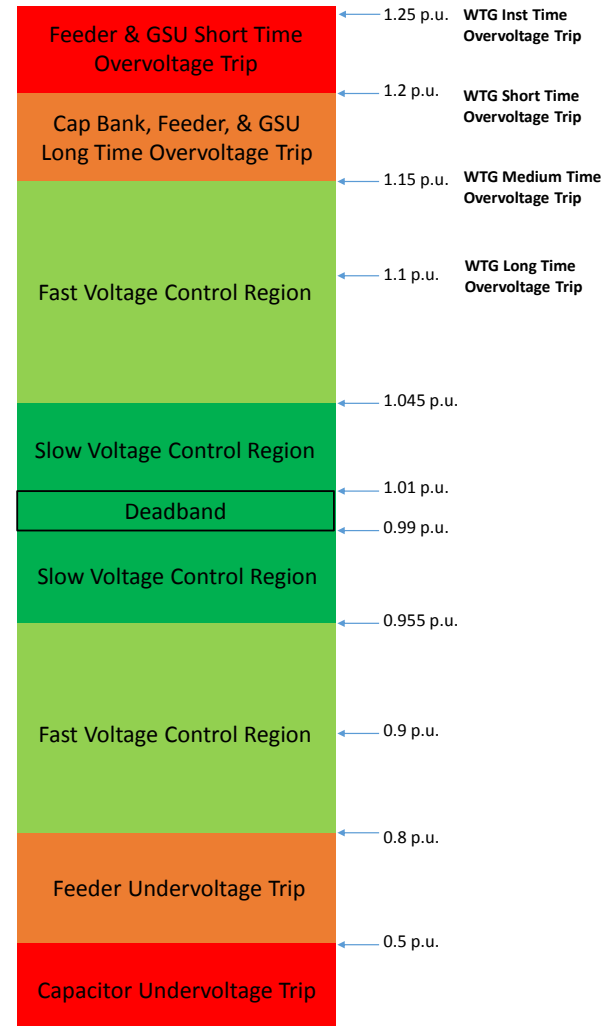 Feeder & GSU Short Time
Overvoltage Trip
1.25 p.u.
WTG Inst Time
Overvoltage Trip
Cap Bank, Feeder, & GSU
Long Time Overvoltage Trip
1.2 p.u.
WTG Short Time
Overvoltage Trip
1.15 p.u.
WTG Medium Time
Overvoltage Trip
Fast Voltage Control Region
1.1 p.u.
WTG Long Time
Overvoltage Trip
1.045 p.u.
Slow Voltage Control Region
1.01 p.u.
Deadband
0.99 p.u.
Slow Voltage Control Region
0.955 p.u.
Fast Voltage Control Region
0.9 p.u.
0.8 p.u.
Feeder Undervoltage Trip
0.5 p.u.
Capacitor Undervoltage Trip